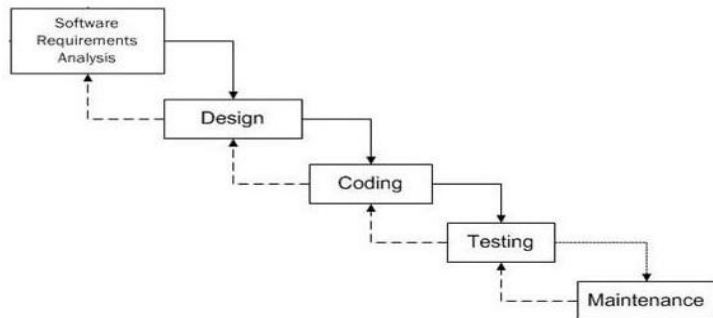 Software
Requirements
Analysis
Design
Coding
Testing
Maintenance